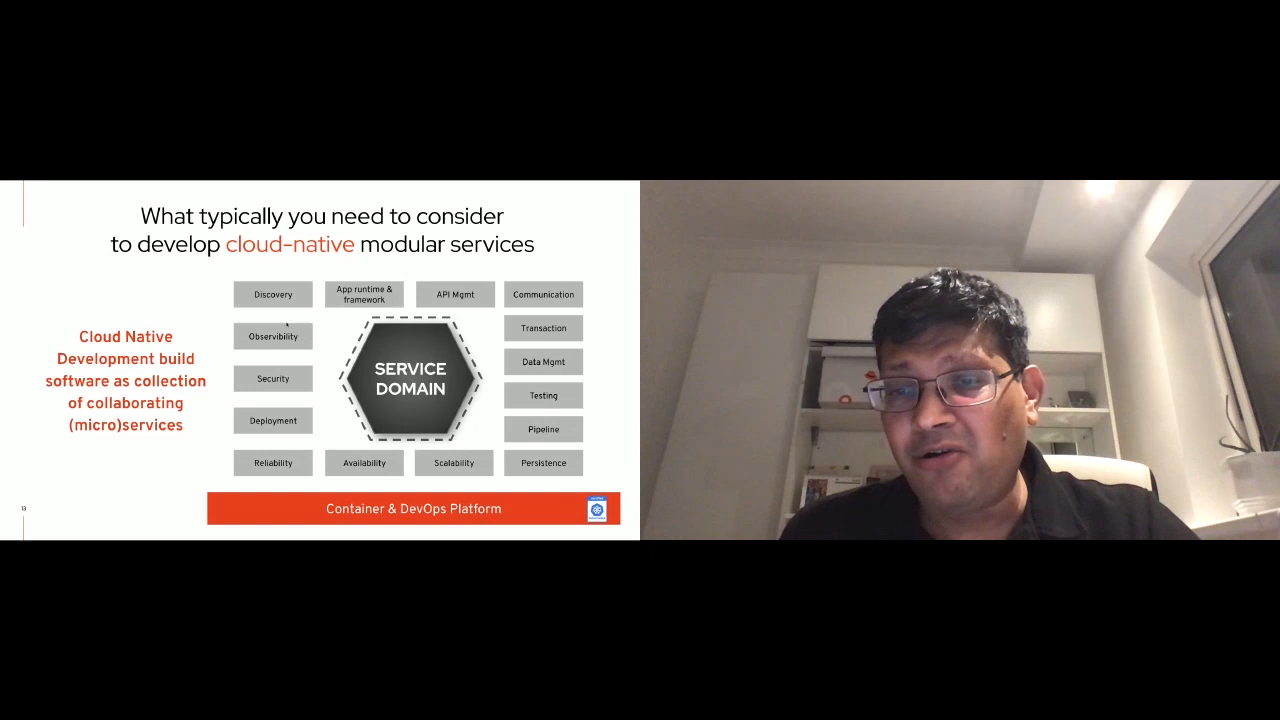 What typically you need to consider
to develop cloud-native modular services
Discovery
App runtime &
framework
API Mgmt
Communication
Cloud Native
Development build
software as collection
of collaborating
(micro)services
Observibility
Security
Deployment
Reliability
SERVICE
DOMAIN
Transaction
Data Mgmt
Testing
Pipeline
Availability
Scalability
Persistence
Container & DevOps Platform
13